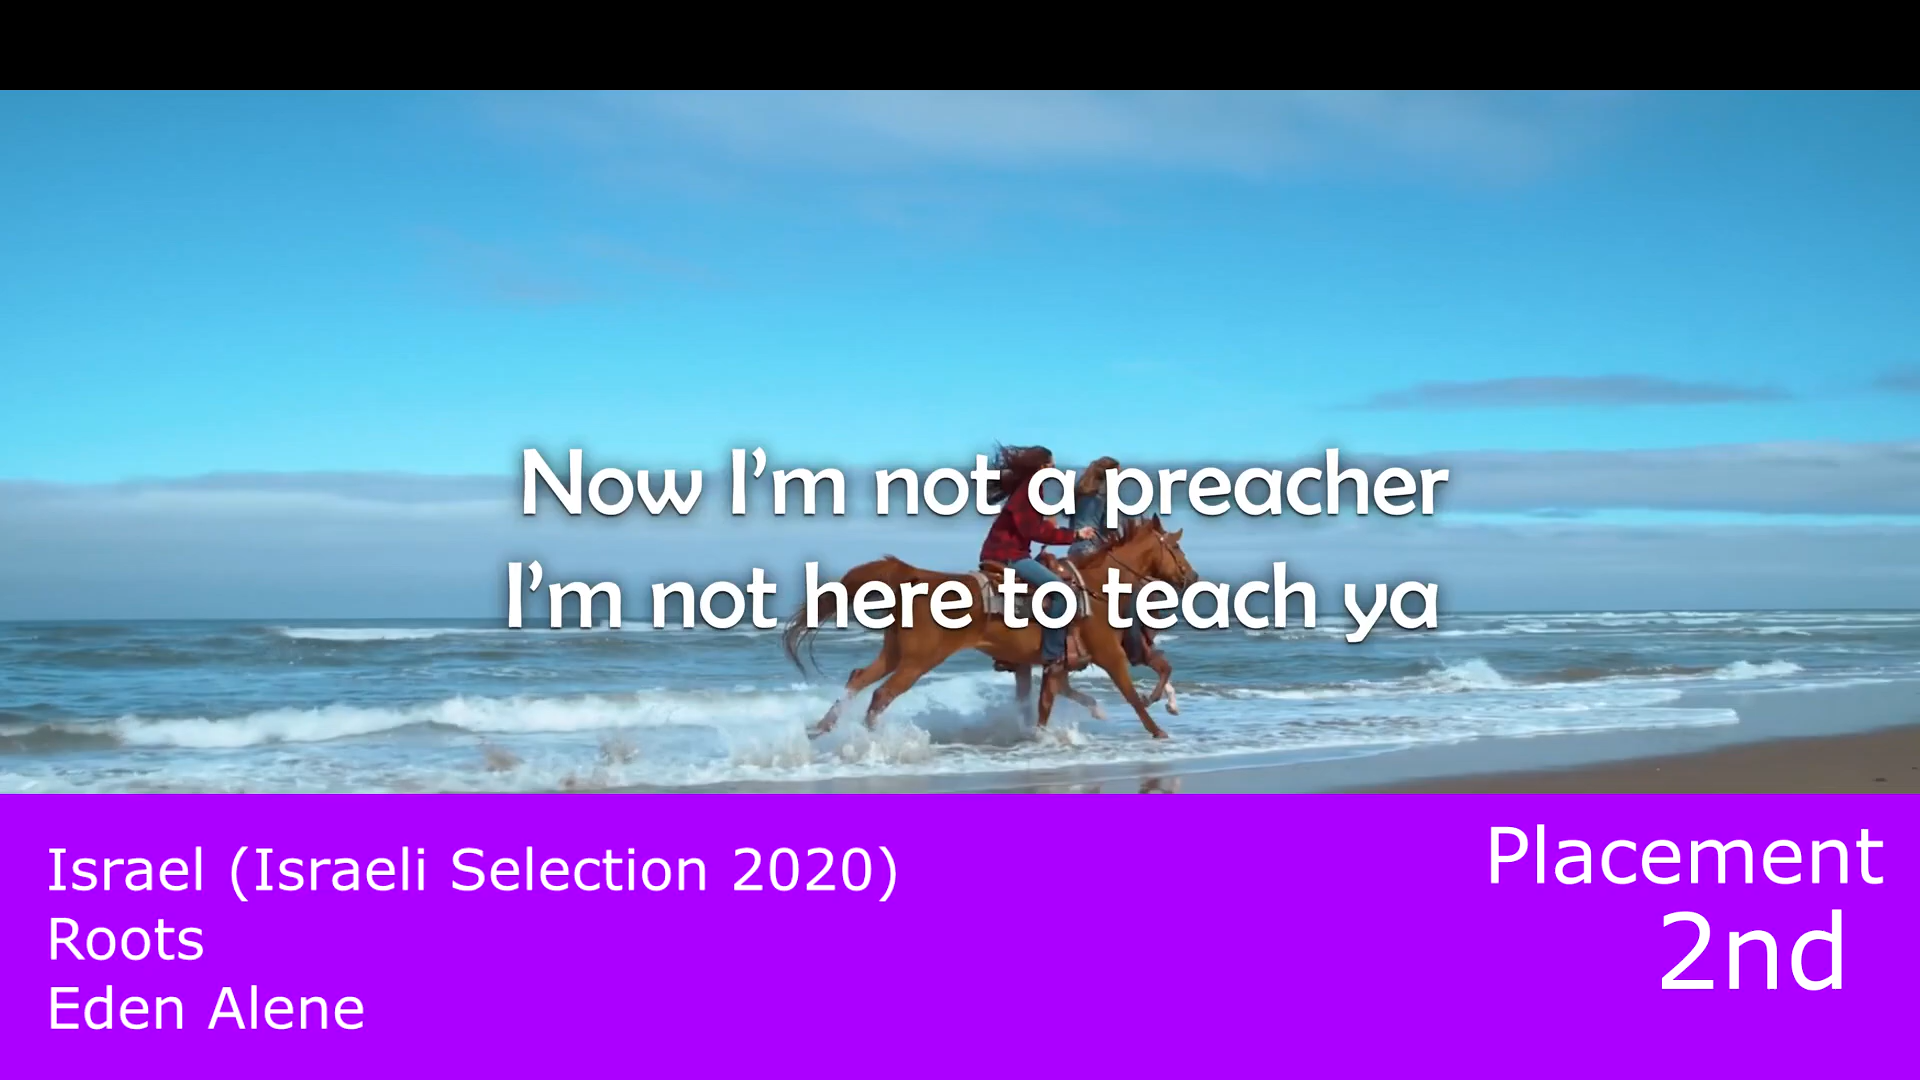 Now I’m not a preacher
I’m not here to teach ya
Israel (Israeli Selection 2020)
Roots
Eden Alene
Placement
2nd